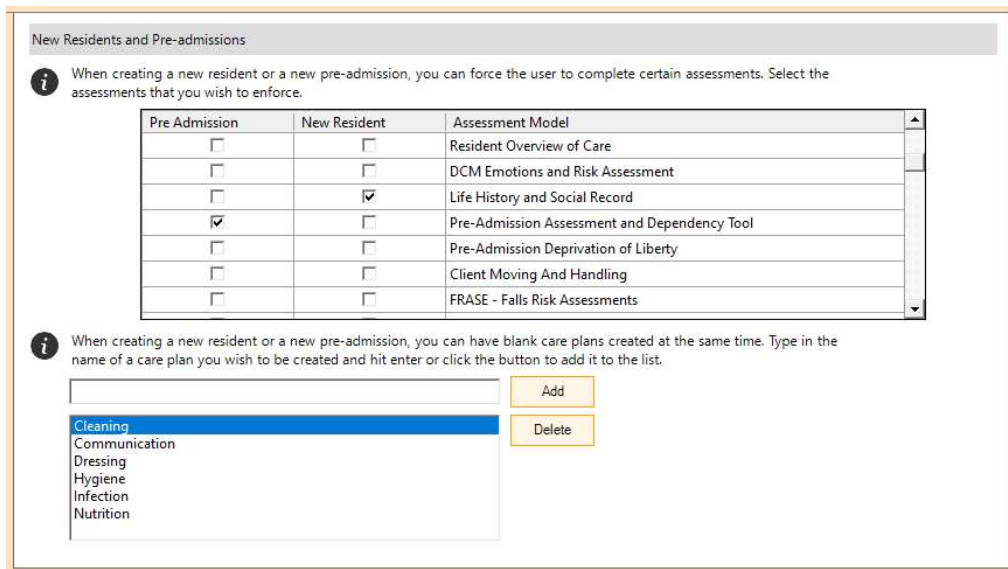 New Residents and Pre-admissions
When creating a new resident or a new pre-admission, you can force the user to complete certain assessments. Select the
assessments that you wish to enforce.
Pre Admission New Resident Assessment Model
Resident Overview of Care
DCM Emotions and Risk Assessment
Life History and Social Record
Pre-Admission Assessment and Dependency Tool
Pre-Admission Deprivation of Liberty
Client Moving And Handling
FRASE - Falls Risk Assessments
When creating a new resident or a new pre-admission, you can have blank care plans created at the same time. Type in the
name of a care plan you wish to be created and hit enter or click the button to add it to the list.
Add
Cleaning
Delete
Communication
Dressing
Hygiene
Infection
Nutrition